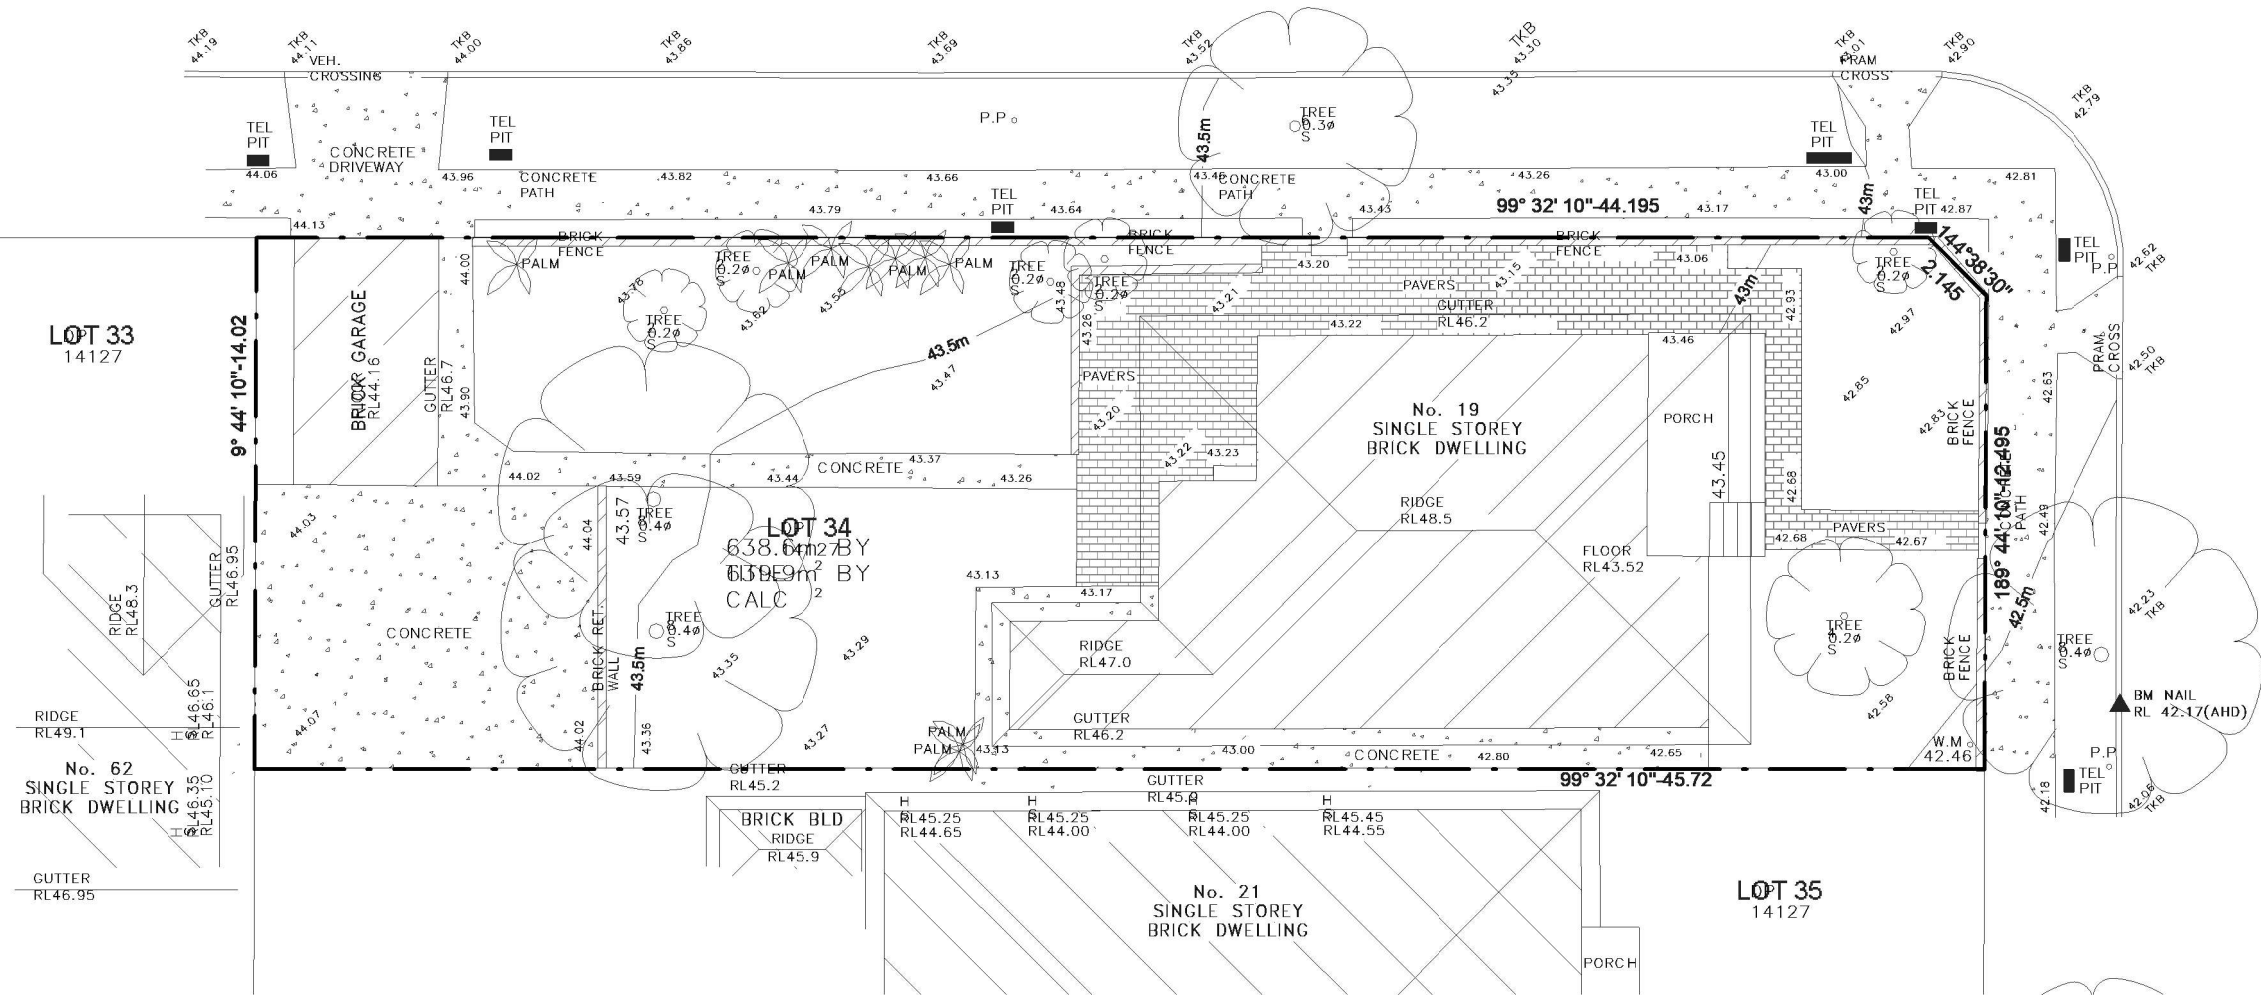 TKB
44.19
TKB
44.11
TKB
44.00
TKB
43.86
TKB
43.69
TKB
43.52
TKB
43.30
43.35
TKB
43.01
TKB
42.90
TKB
42.79
VEH.
CROSSING
PRAM
CROSS
TEL
PIT
TEL
PIT
P.P
TREE
0.3ø
S
43.5m
TEL
PIT
CONCRETE
DRIVEWAY
44.06
43.96
CONCRETE
PATH
43.82
43.66
43.46
CONCRETE
PATH
43.26
43.00
42.81
43m
TEL
PIT
TEL
PIT
42.87
44.13
43.79
43.64
43.43
99° 32' 10"-44.195
43.17
144°38'30"
2.145
BRICK
FENCE
BRICK
FENCE
BRICK
FENCE
TEL
PIT
P.P
42.62
TKB
PALM
TREE
0.2ø
S
PALM
PALM
PALM
PALM
TREE
0.2ø
S
0.2ø
S
43.20
43.15
43.06
TREE
0.2ø
S
44.00
43.78
43.62
43.55
43.48
43.26
43.21
PAVERS
GUTTER
RL46.2
43m
42.93
42.97
LOT 33
DP
14127
9° 44' 10"-14.02
BRICK GARAGE
RL44.16
GUTTER
RL46.7
43.90
TREE
0.2ø
S
43.5m
43.47
43.22
43.46
PRAM
CROSS
42.50
TKB
42.63
PAVERS
43.20
43.22
43.23
No. 19
SINGLE STOREY
BRICK DWELLING
PORCH
43.45
42.85
42.83
BRICK
FENCE
189° 44' 10"-12.495
PATH
44.02
43.59
43.44
43.37
CONCRETE
43.26
42.68
RIDGE
RL48.5
44.03
44.04
43.57
TREE
0.4ø
S
LOT 34
DP
14127
638.6m² BY
TITLE
639.9m² BY
CALC
FLOOR
RL43.52
42.68
PAVERS
42.67
42.49
GUTTER
RL46.95
RIDGE
RL48.3
43.13
43.17
42.5m
42.23
TKB
CONCRETE
TREE
0.4ø
S
BRICK RET.
WALL
43.5m
43.35
43.29
RIDGE
RL47.0
TREE
0.2ø
S
BRICK
FENCE
TREE
0.4ø
S
BM NAIL
RL 42.17(AHD)
RIDGE
RL49.1
RL46.65
RL46.1
44.07
44.02
43.36
43.27
PALM
PALM
43.13
GUTTER
RL46.2
43.00
CONCRETE
42.80
42.65
42.58
W.M
42.46
P.P
No. 62
SINGLE STOREY
BRICK DWELLING
H
S
RL46.35
RL45.10
GUTTER
RL45.2
GUTTER
99° 32' 10"-45.72
TEL
PIT
42.18
42.06
TKB
BRICK BLD
RIDGE
RL45.9
H
S
RL45.25
RL44.65
H
S
RL45.25
RL44.00
H
S
RL45.25
RL44.00
H
S
RL45.45
RL44.55
GUTTER
RL46.95
No. 21
SINGLE STOREY
BRICK DWELLING
LOT 35
DP
14127
PORCH